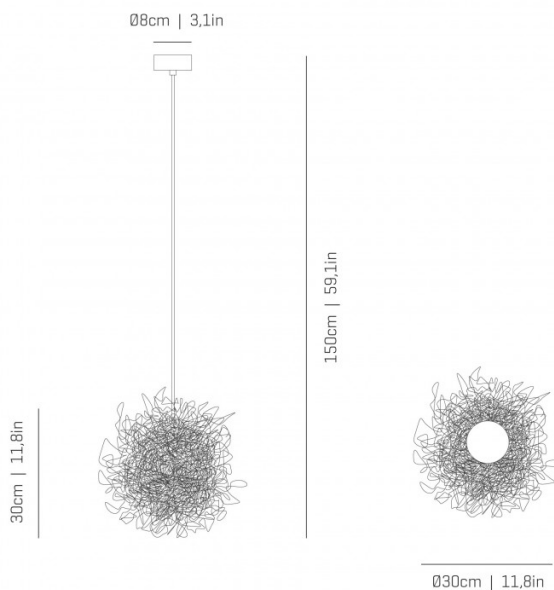 Ø8cm | 3,1in
150cm | 59,1in
30cm | 11,8in
Ø30cm | 11,8in